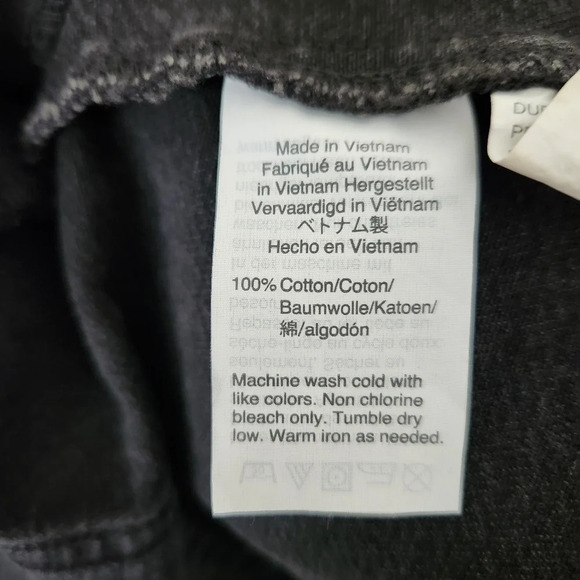 Made in Vietnam
Fabriqué au Vietnam
in Vietnam Hergestellt
Vervaardigd in Viëtnam
ベトナム製
Hecho en Vietnam
100% Cotton/Coton/
Baumwolle/Katoen/
綿/algodón
Machine wash cold with
like colors. Non chlorine
bleach only. Tumble dry
low. Warm iron as needed.